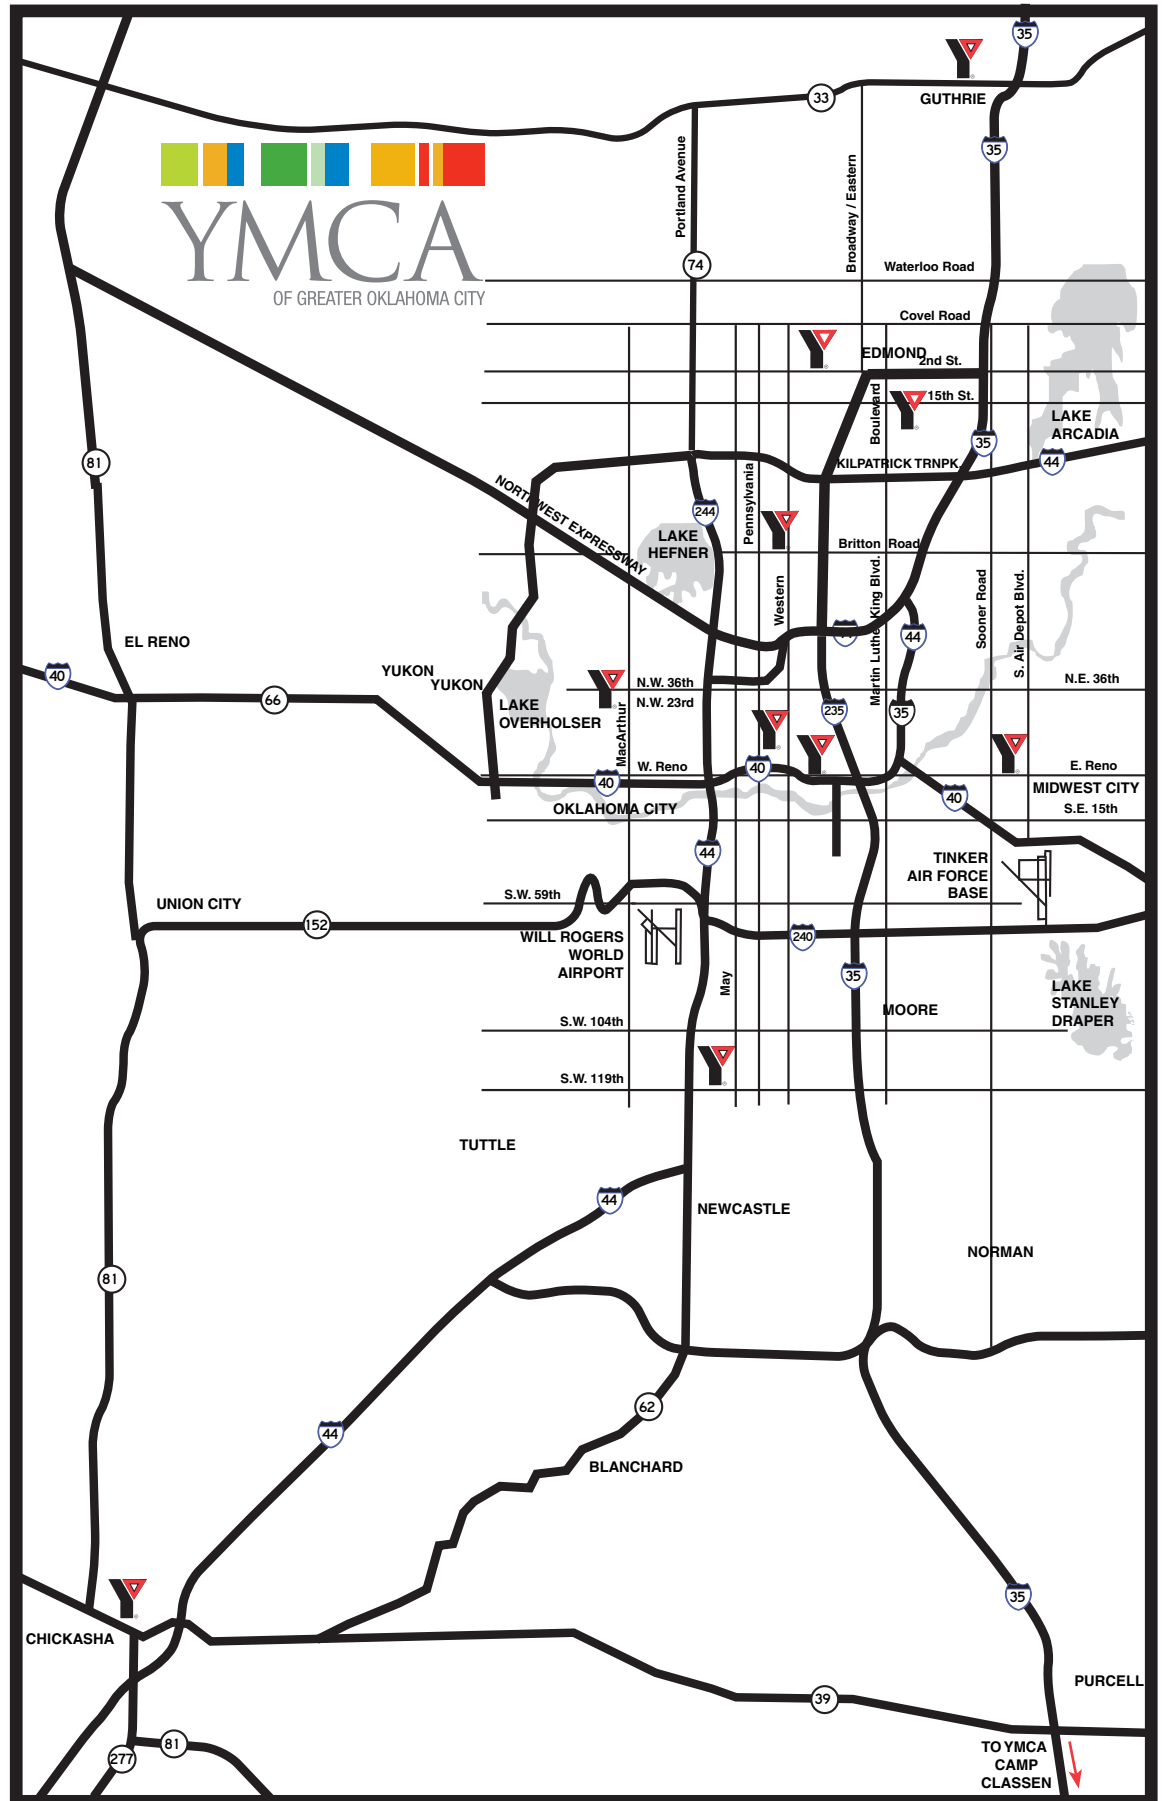 35
GUTHRIE
33
35
Portland Avenue
Broadway / Eastern
YMCA
OF GREATER OKLAHOMA CITY
74
Waterloo Road
Covel Road
EDMOND
2nd St.
15th St.
Boulevard
LAKE
ARCADIA
35
44
KILPATRICK TRNPK.
81
NORTHWEST EXPRESSWAY
244
Pennsylvania
LAKE
HEFNER
Britton Road
Western
Martin Luther King Blvd.
Sooner Road
S. Air Depot Blvd.
44
EL RENO
40
66
YUKON
YUKON
LAKE
OVERHOLSER
N.W. 36th
N.W. 23rd
N.E. 36th
MacArthur
235
35
W. Reno
40
40
E. Reno
MIDWEST CITY
40
S.E. 15th
OKLAHOMA CITY
44
TINKER
AIR FORCE
BASE
S.W. 59th
UNION CITY
152
WILL ROGERS
WORLD
AIRPORT
240
35
May
MOORE
LAKE
STANLEY
DRAPER
S.W. 104th
S.W. 119th
TUTTLE
44
NEWCASTLE
NORMAN
81
62
44
BLANCHARD
35
CHICKASHA
PURCELL
39
81
277
TO YMCA
CAMP
CLASSEN